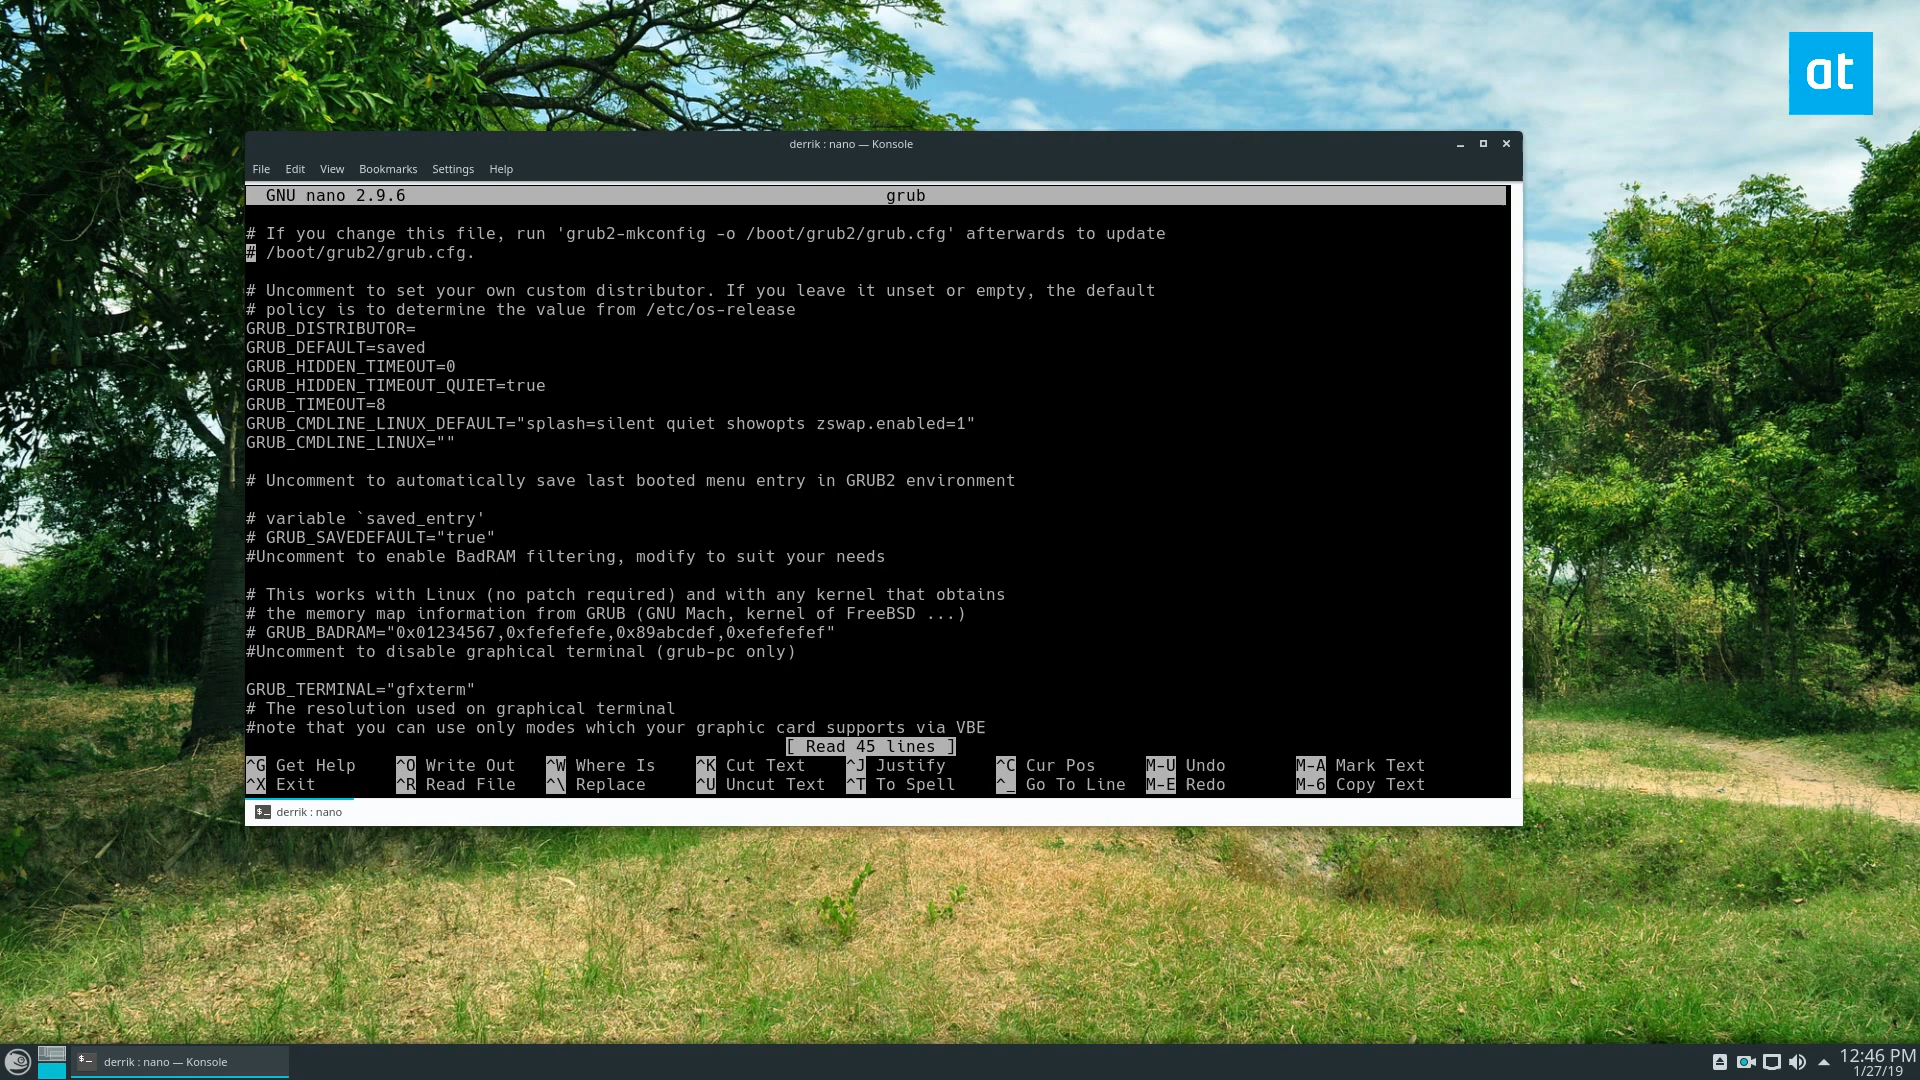 at
derrik : nano — Konsole
File Edit View Bookmarks Settings Help
GNU nano 2.9.6 grub
# If you change this file, run 'grub2-mkconfig -o /boot/grub2/grub.cfg' afterwards to update
# /boot/grub2/grub.cfg.
# Uncomment to set your own custom distributor. If you leave it unset or empty, the default
# policy is to determine the value from /etc/os-release
GRUB_DISTRIBUTOR=
GRUB_DEFAULT=saved
GRUB_HIDDEN_TIMEOUT=0
GRUB_HIDDEN_TIMEOUT_QUIET=true
GRUB_TIMEOUT=8
GRUB_CMDLINE_LINUX_DEFAULT="splash=silent quiet showopts zswap.enabled=1"
GRUB_CMDLINE_LINUX=""
# Uncomment to automatically save last booted menu entry in GRUB2 environment
# variable `saved_entry'
# GRUB_SAVEDEFAULT="true"
#Uncomment to enable BadRAM filtering, modify to suit your needs
# This works with Linux (no patch required) and with any kernel that obtains
# the memory map information from GRUB (GNU Mach, kernel of FreeBSD ...)
# GRUB_BADRAM="0x01234567,0xfefefefe,0x89abcdef,0xefefefef"
#Uncomment to disable graphical terminal (grub-pc only)
GRUB_TERMINAL="gfxterm"
# The resolution used on graphical terminal
#note that you can use only modes which your graphic card supports via VBE
[ Read 45 lines ]
^G Get Help ^O Write Out ^W Where Is ^K Cut Text ^J Justify ^C Cur Pos M-U Undo M-A Mark Text
^X Exit ^R Read File ^\ Replace ^U Uncut Text ^T To Spell ^_ Go To Line M-E Redo M-6 Copy Text
derrik : nano
derrik : nano — Konsole
12:46 PM
1/27/19